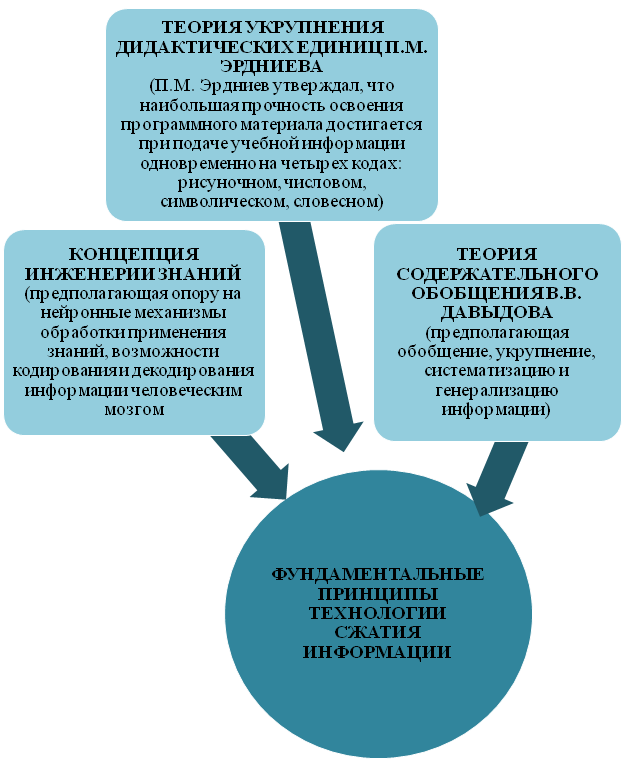 ТЕОРИЯ УКРУПНЕНИЯ
ДИДАКТИЧЕСКИХ ЕДИНИЦ П.М.
ЭРДНИЕВА
(П.М. Эрдниев утверждал, что
наибольшая прочность освоения
программного материала достигается
при подаче учебной информации
одновременно на четырех кодах:
рисуночном, числовом,
символическом, словесном)
КОНЦЕПЦИЯ
ИНЖЕНЕРИИ ЗНАНИЙ
(предполагающая опору на
нейронные механизмы
обработки применения
знаний, возможности
кодирования и декодирования
информации человеческим
мозгом
ТЕОРИЯ
СОДЕРЖАТЕЛЬНОГО
ОБОБЩЕНИЯ В.В.
ДАВЫДОВА
(предполагающая
обобщение, укрупнение,
систематизацию и
генерализацию
информации)
ФУНДАМЕНТАЛЬНЫЕ
ПРИНЦИПЫ
ТЕХНОЛОГИИ
СЖАТИЯ
ИНФОРМАЦИИ